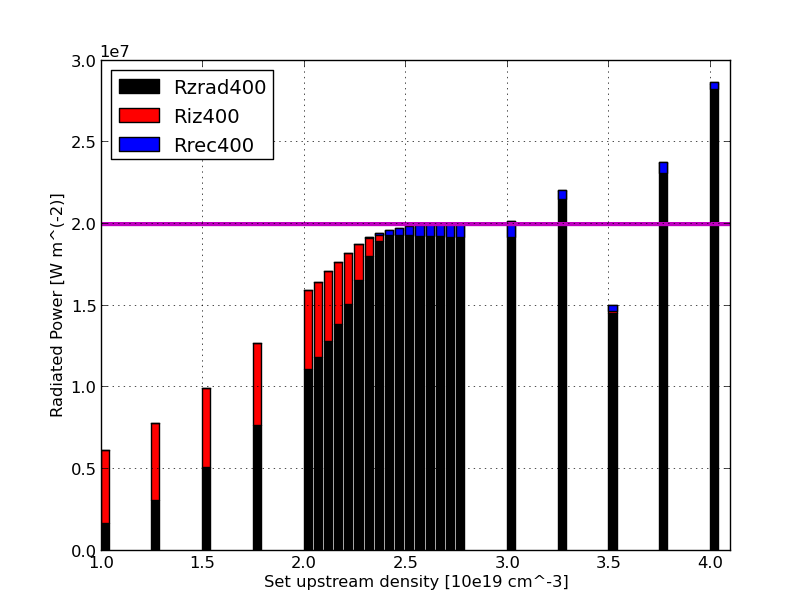 1e7
3.0
2.5
2.0
1.5
1.0
0.5
0.0
Rzrad400
Riz400
Rrec400
Radiated Power [W m^(-2)]
1.0 1.5 2.0 2.5 3.0 3.5 4.0
Set upstream density [10e19 cm^-3]